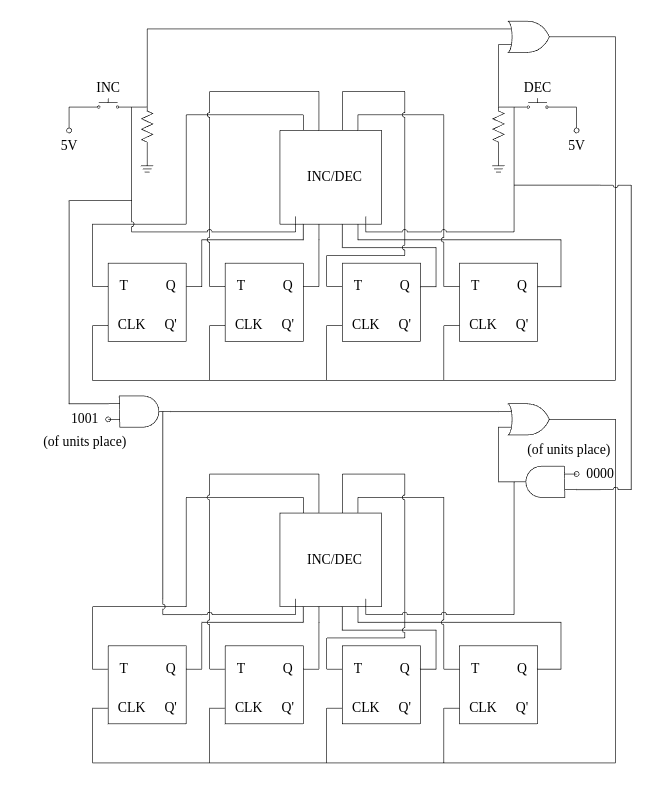 INC
DEC
5V
5V
INC/DEC
T Q
T Q
T Q
T Q
CLK Q'
CLK Q'
CLK Q'
CLK Q'
1001
(of units place)
(of units place)
0000
INC/DEC
T Q
T Q
T Q
T Q
CLK Q'
CLK Q'
CLK Q'
CLK Q'